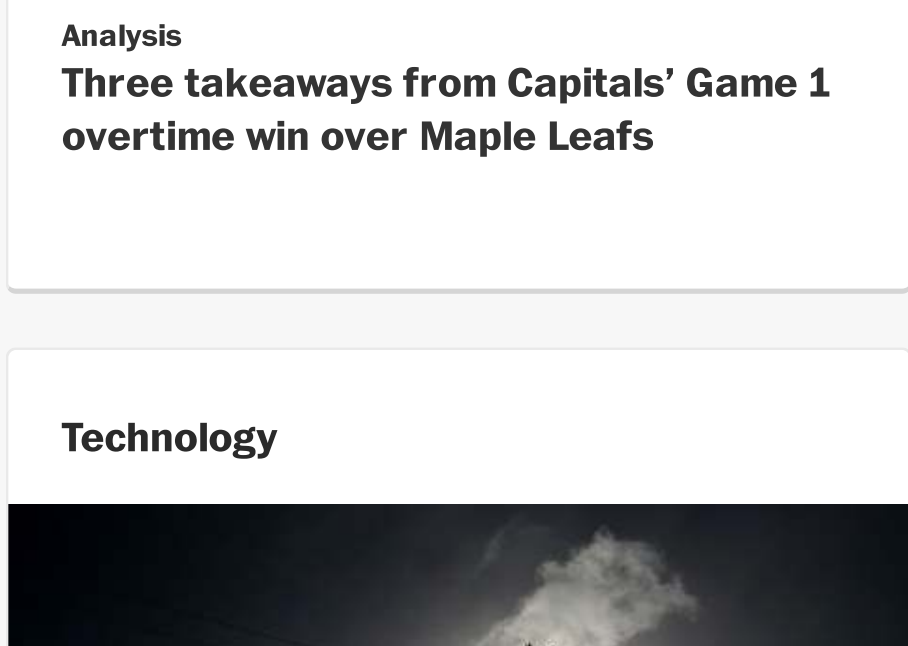 Analysis
Three takeaways from Capitals’ Game 1
overtime win over Maple Leafs
Technology